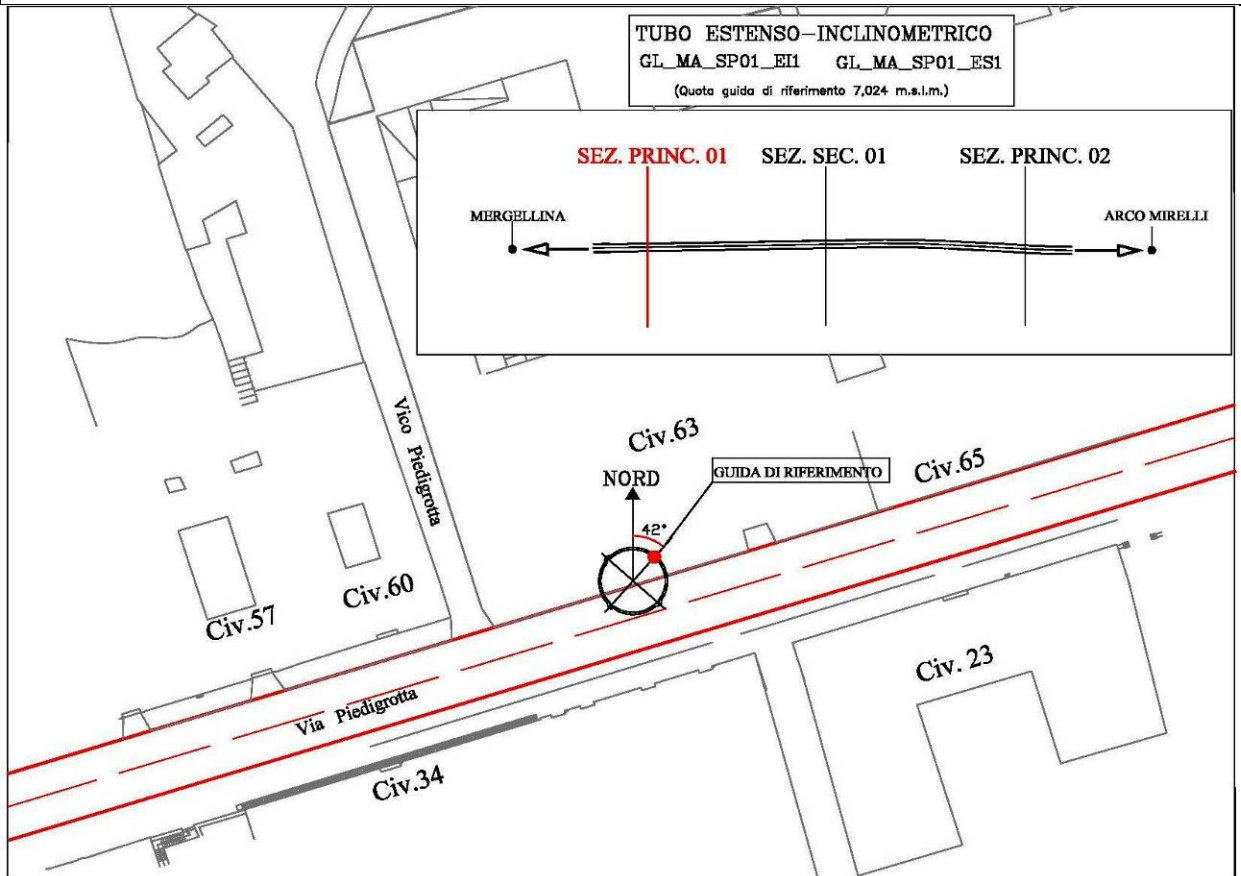 TUBO ESTENSO-INCLINOMETRICO
GL_MA_SP01_EI1 GL_MA_SP01_ES1
(Quota guida di riferimento 7,024 m.s.l.m.)
SEZ. PRINC. 01 SEZ. SEC. 01 SEZ. PRINC. 02
MERGELLINA ARCO MIRELLI
Vico Piedigrotta
Civ.63
Civ.65
NORD
GUIDA DI RIFERIMENTO
42°
Civ.60
Civ.57
Civ. 23
Via Piedigrotta
Civ.34